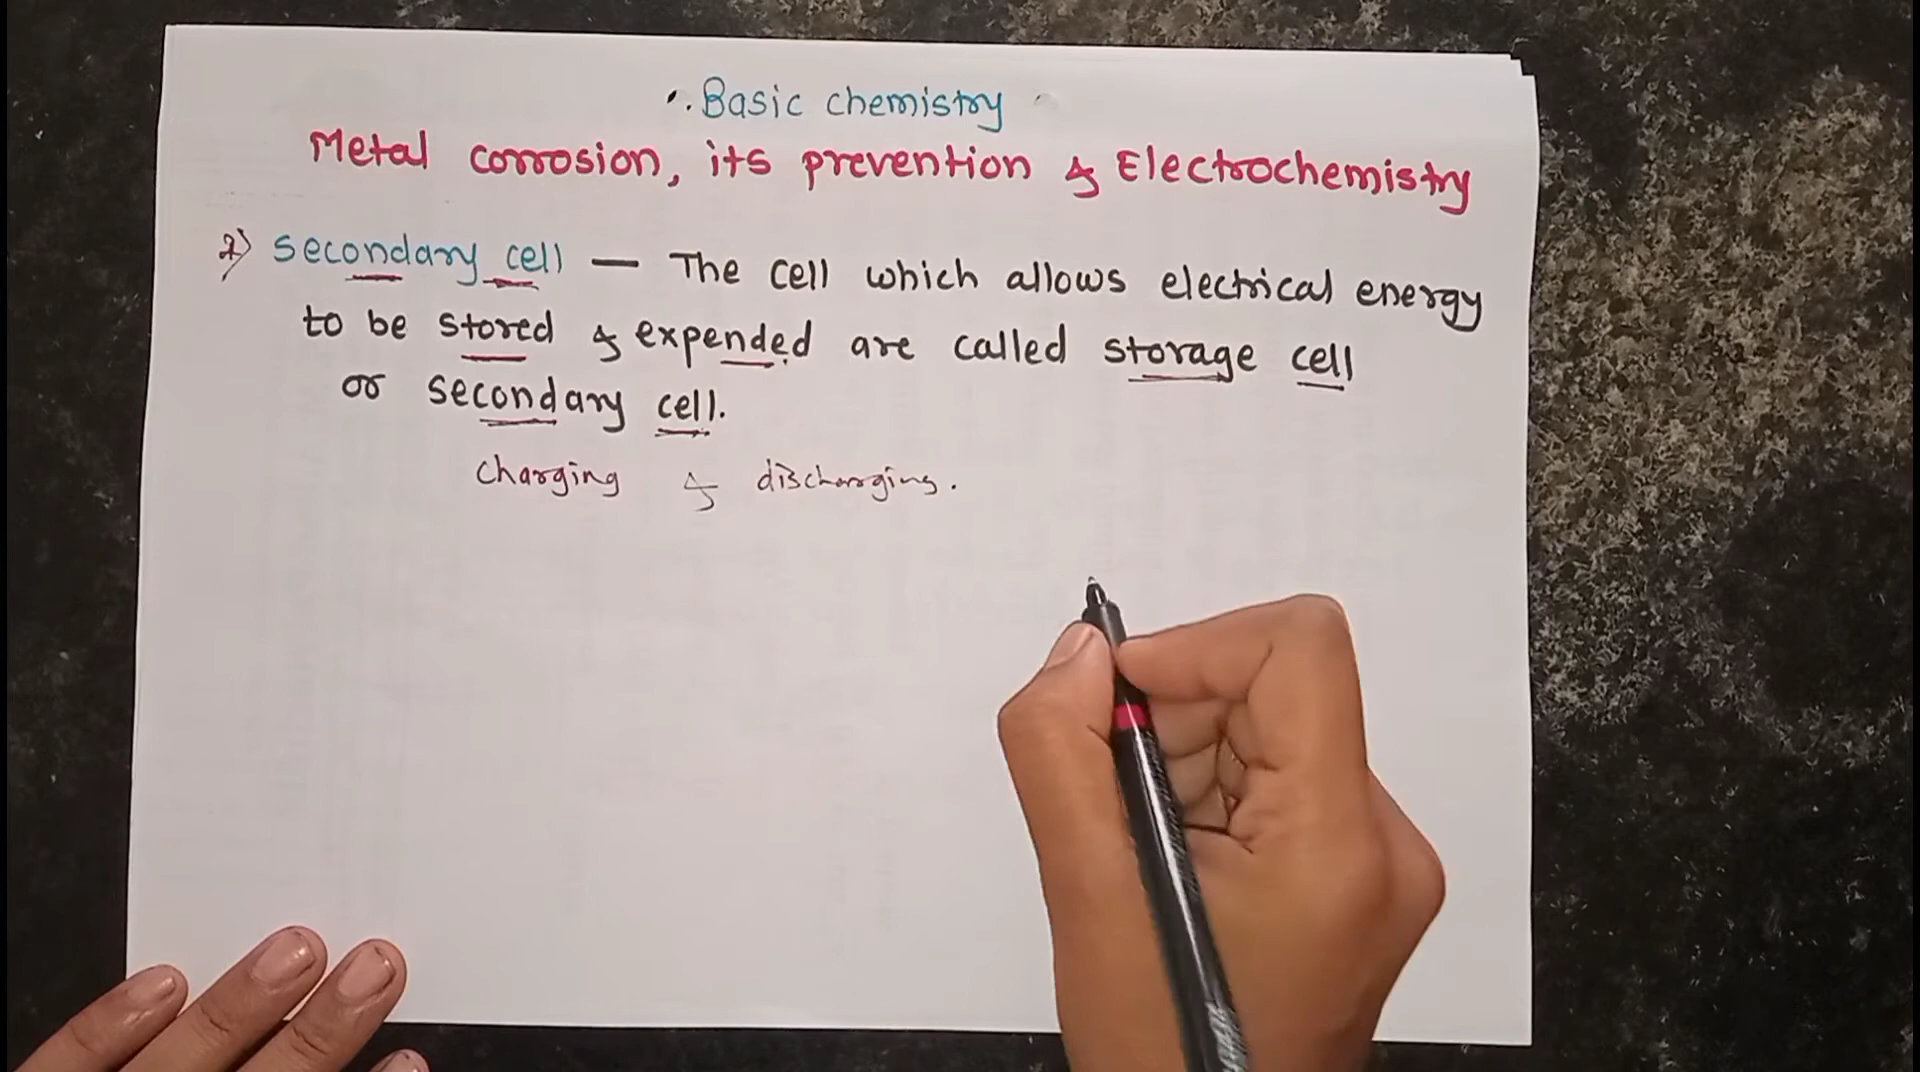 Basic chemistry
Metal corrosion, its prevention & Electrochemistry
2) Secondary cell — The cell which allows electrical energy
to be stored & expended are called storage cell
or secondary cell.
charging & discharging.